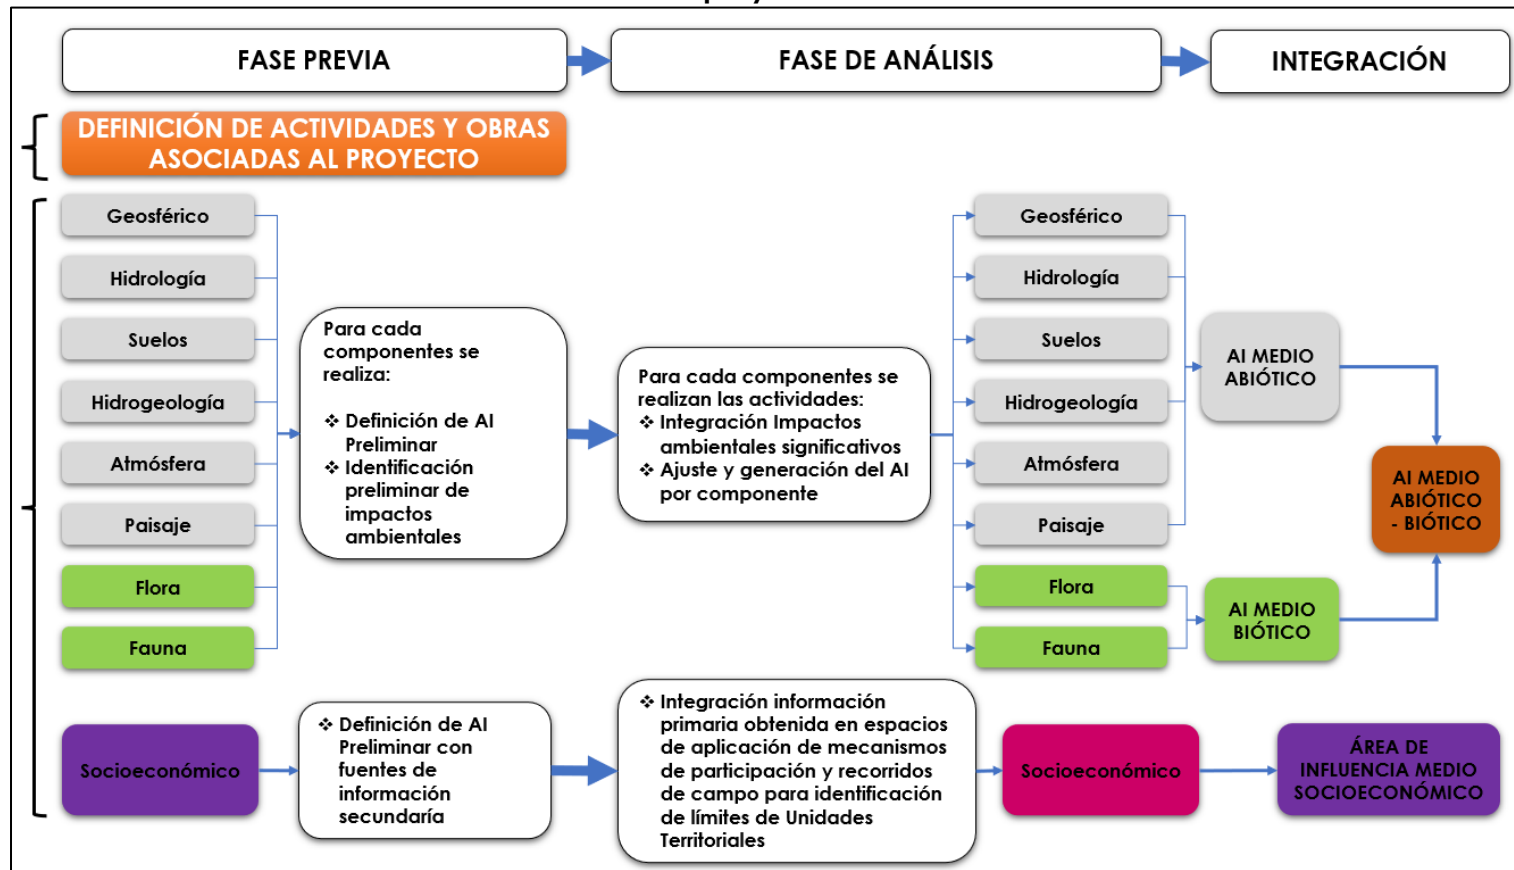 FASE PREVIA
FASE DE ANÁLISIS
INTEGRACIÓN
DEFINICIÓN DE ACTIVIDADES Y OBRAS
ASOCIADAS AL PROYECTO
Geosférico
Hidrología
Suelos
Hidrogeología
Atmósfera
Paisaje
Flora
Fauna
Para cada
componentes se
realiza:
❖ Definición de AI
Preliminar
❖ Identificación
preliminar de
impactos
ambientales
Para cada componentes se
realizan las actividades:
❖ Integración Impactos
ambientales significativos
❖ Ajuste y generación del AI
por componente
Geosférico
Hidrología
Suelos
Hidrogeología
Atmósfera
Paisaje
Flora
Fauna
AI MEDIO
ABIÓTICO
AI MEDIO
BIÓTICO
AI MEDIO
ABIÓTICO
- BIÓTICO
Socioeconómico
❖ Definición de AI
Preliminar con
fuentes de
información
secundaría
❖ Integración información
primaria obtenida en espacios
de aplicación de mecanismos
de participación y recorridos
de campo para identificación
de límites de Unidades
Territoriales
Socioeconómico
ÁREA DE
INFLUENCIA MEDIO
SOCIOECONÓMICO